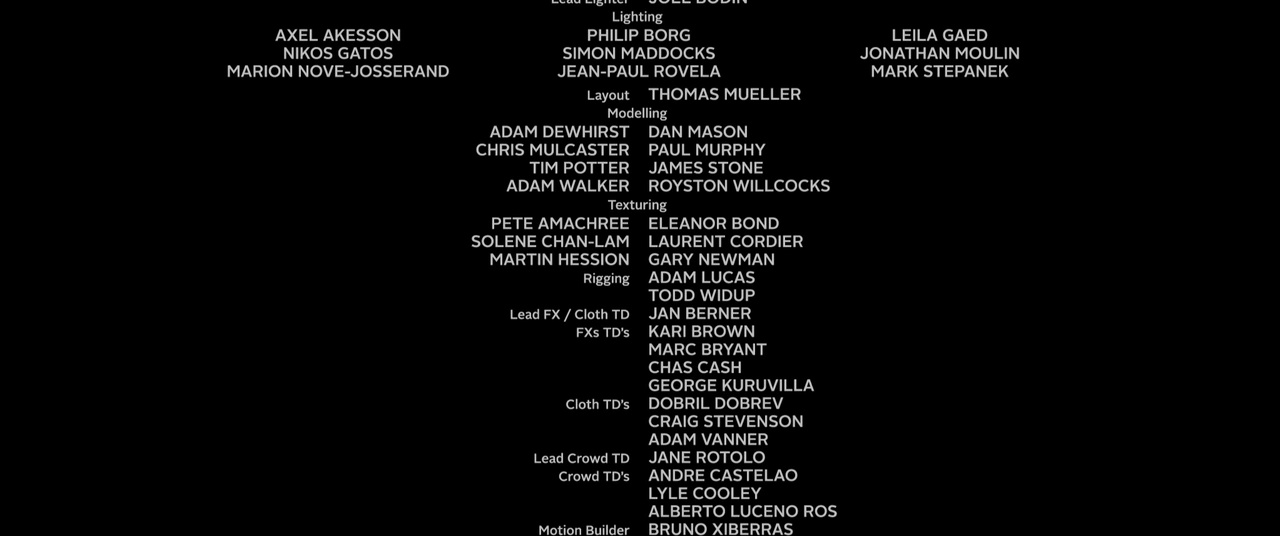 Lead Lighter JOEL BODIN
Lighting
AXEL AKESSON PHILIP BORG LEILA GAED
NIKOS GATOS SIMON MADDOCKS JONATHAN MOULIN
MARION NOVE-JOSSERAND JEAN-PAUL ROVELA MARK STEPANEK
Layout THOMAS MUELLER
Modelling
ADAM DEWHIRST DAN MASON
CHRIS MULCASTER PAUL MURPHY
TIM POTTER JAMES STONE
ADAM WALKER ROYSTON WILLCOCKS
Texturing
PETE AMACHREE ELEANOR BOND
SOLENE CHAN-LAM LAURENT CORDIER
MARTIN HESSION GARY NEWMAN
Rigging ADAM LUCAS
TODD WIDUP
Lead FX / Cloth TD JAN BERNER
FXs TD's KARI BROWN
MARC BRYANT
CHAS CASH
GEORGE KURUVILLA
Cloth TD's DOBRIL DOBREV
CRAIG STEVENSON
ADAM VANNER
Lead Crowd TD JANE ROTOLO
Crowd TD's ANDRE CASTELAO
LYLE COOLEY
ALBERTO LUCENO ROS
Motion Builder BRUNO XIBERRAS